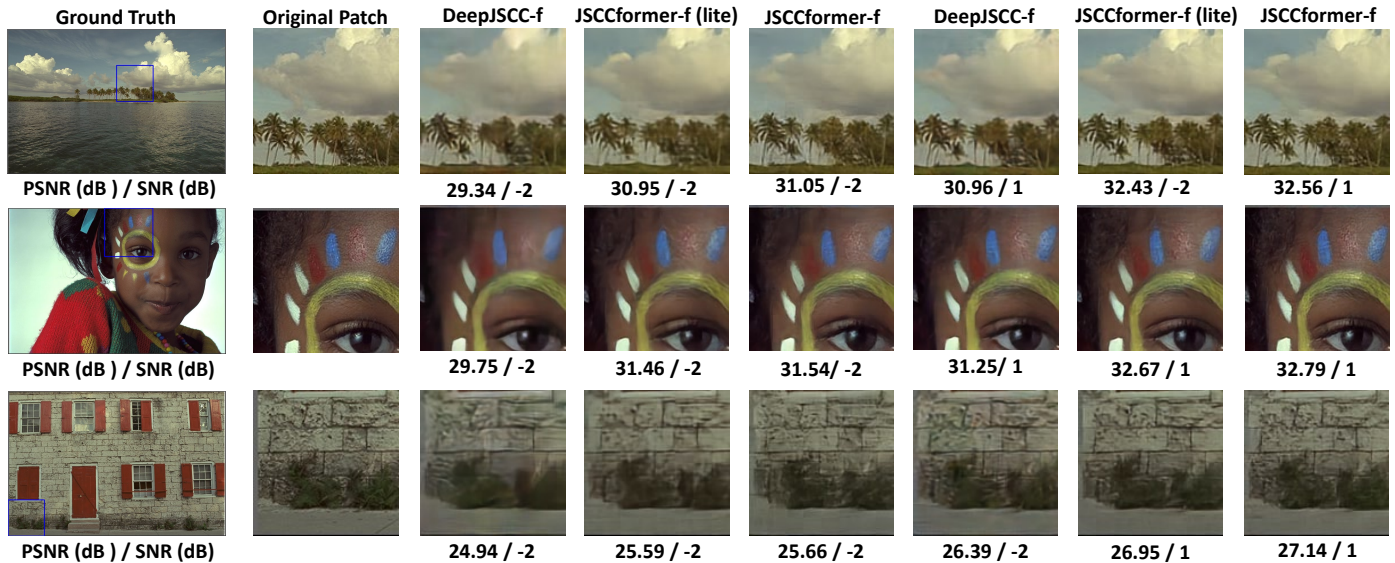 Ground Truth Original Patch DeepJSCC-f JSCCformer-f (lite) JSCCformer-f DeepJSCC-f JSCCformer-f (lite) JSCCformer-f
PSNR (dB ) / SNR (dB) 29.34 / -2 30.95 / -2 31.05 / -2 30.96 / 1 32.43 / -2 32.56 / 1
PSNR (dB ) / SNR (dB) 29.75 / -2 31.46 / -2 31.54/ -2 31.25/ 1 32.67 / 1 32.79 / 1
PSNR (dB ) / SNR (dB) 24.94 / -2 25.59 / -2 25.66 / -2 26.39 / -2 26.95 / 1 27.14 / 1